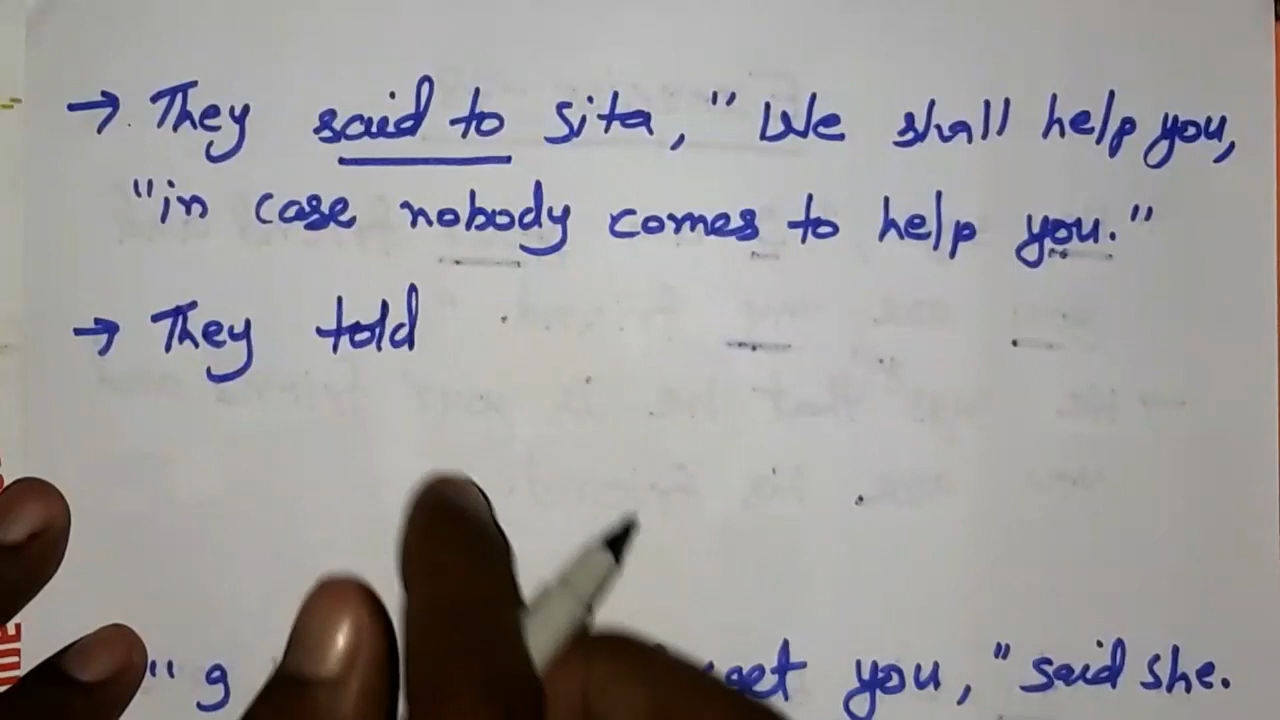 → They said to Sita, "We shall help you,
"in case nobody comes to help you."
→ They told
"g get you," said she.